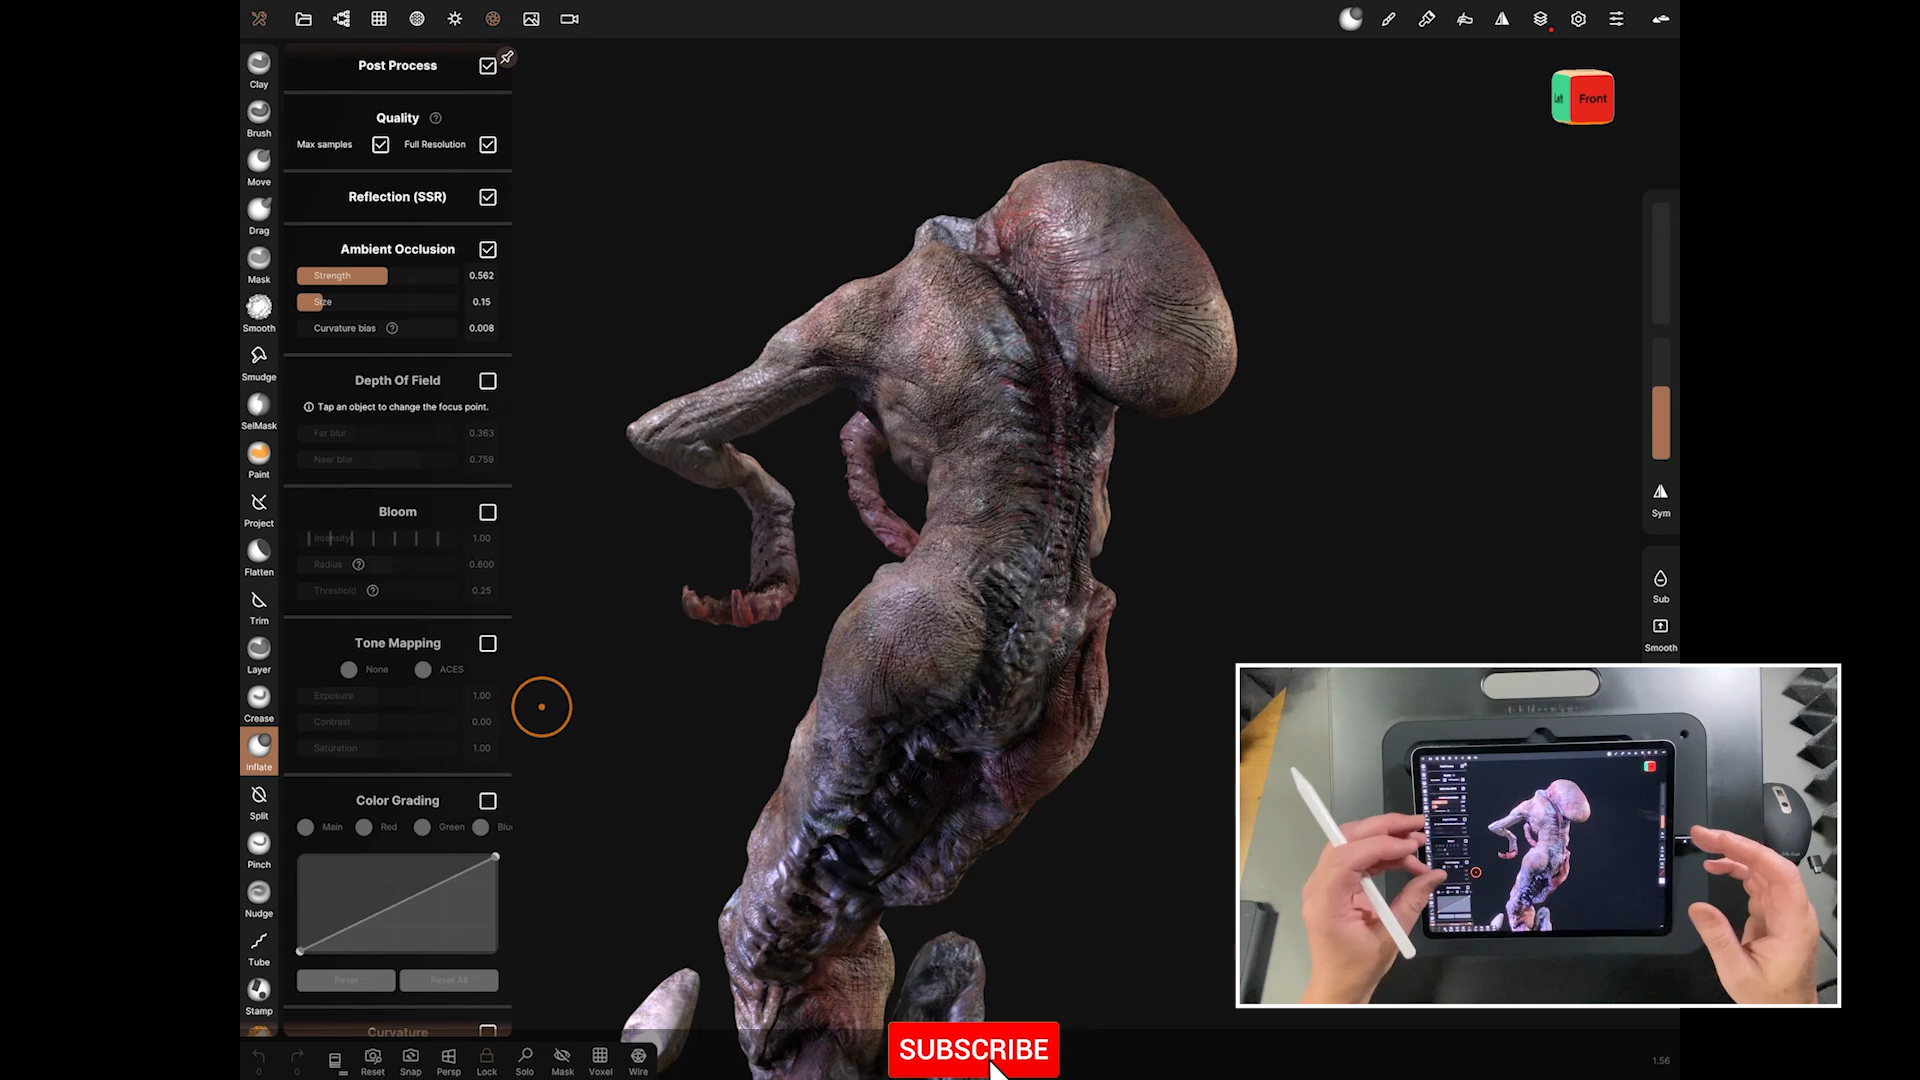 Post Process
Quality
Max samples
Full Resolution
Reflection (SSR)
Ambient Occlusion
Strength
0.562
Size
0.15
Curvature bias
0.008
Depth Of Field
Tap an object to change the focus point.
Far blur
0.363
Near blur
0.759
Bloom
Intensity
1.00
Radius
0.600
Threshold
0.25
Tone Mapping
None
ACES
Exposure
1.00
Contrast
0.00
Saturation
1.00
Color Grading
Main
Red
Green
Reset
Reset All
Curvature
Clay
Brush
Move
Drag
Mask
Smooth
Smudge
SelMask
Paint
Project
Flatten
Trim
Layer
Crease
Inflate
Split
Pinch
Nudge
Tube
Stamp
0
0
Reset
Snap
Persp
Lock
Solo
Mask
Voxel
Wire
Left
Front
Sym
Sub
Smooth
SUBSCRIBE
1.56